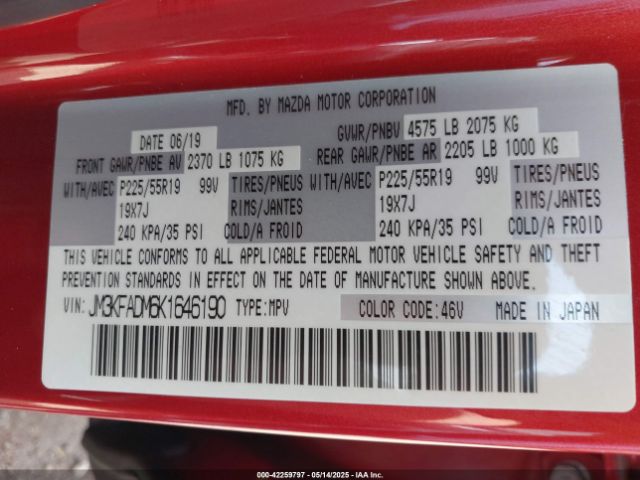 MFD. BY MAZDA MOTOR CORPORATION
DATE 06/19 GVWR/PNBV 4575 LB 2075 KG
FRONT GAWR/PNBE AV 2370 LB 1075 KG REAR GAWR/PNBE AR 2205 LB 1000 KG
WITH/AVEC P225/55R19 99V TIRES/PNEUS WITH/AVEC P225/55R19 99V TIRES/PNEUS
19X7J RIMS/JANTES 19X7J RIMS/JANTES
240 KPA/35 PSI COLD/A FROID 240 KPA/35 PSI COLD/A FROID
THIS VEHICLE CONFORMS TO ALL APPLICABLE FEDERAL MOTOR VEHICLE SAFETY AND THEFT
PREVENTION STANDARDS IN EFFECT ON THE DATE OF MANUFACTURE SHOWN ABOVE.
VIN: JM3KFADM6K1646190 TYPE:MPV COLOR CODE:46V MADE IN JAPAN
000-42259797 - 05/14/2025 - IAAI.CA